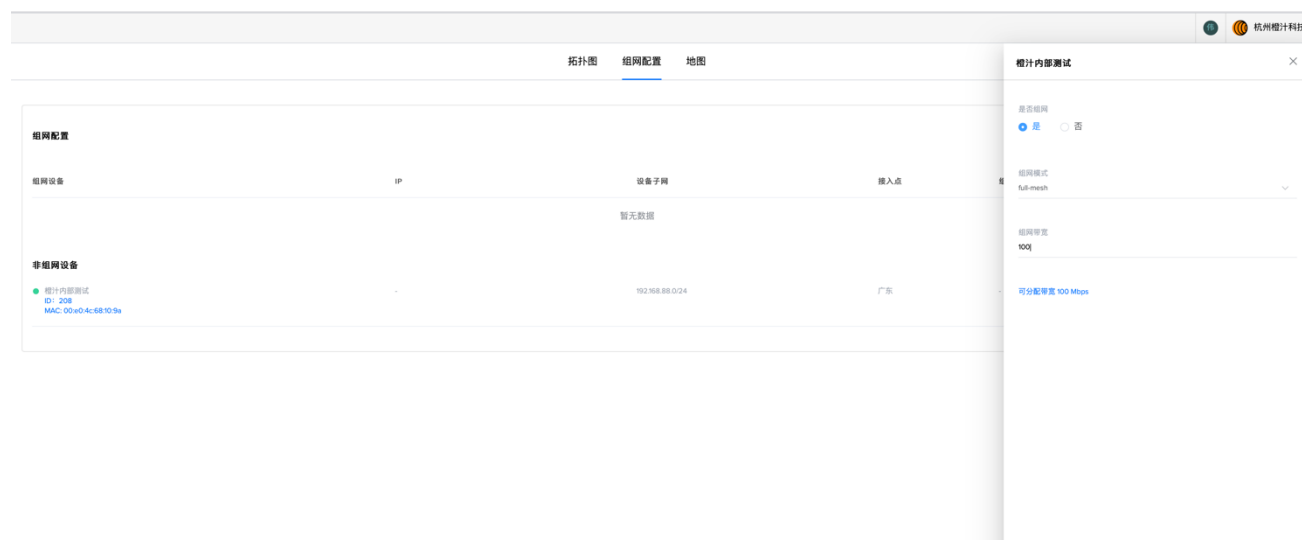 伟 杭州橙汁科技
拓扑图 组网配置 地图
橙汁内部测试
是否组网
是 否
组网配置
组网设备 IP 设备子网 接入点
组网模式
full-mesh
暂无数据
组网带宽
100
非组网设备
橙汁内部测试 - 192.168.88.0/24 广东 -
ID: 208
MAC: 00:e0:4c:68:10:9a
可分配带宽 100 Mbps